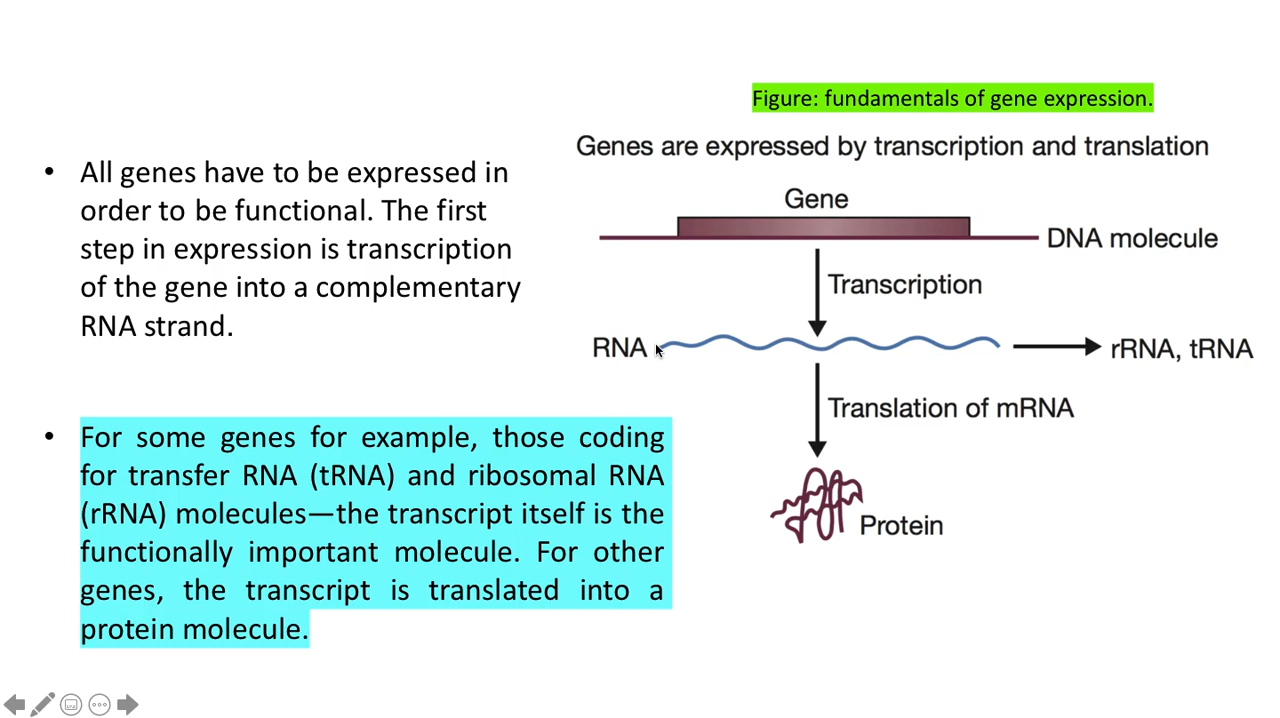 Figure: fundamentals of gene expression.
Genes are expressed by transcription and translation
• All genes have to be expressed in
order to be functional. The first
step in expression is transcription
of the gene into a complementary
RNA strand.
• For some genes for example, those coding
for transfer RNA (tRNA) and ribosomal RNA
(rRNA) molecules—the transcript itself is the
functionally important molecule. For other
genes, the transcript is translated into a
protein molecule.
Gene
DNA molecule
Transcription
RNA
rRNA, tRNA
Translation of mRNA
Protein